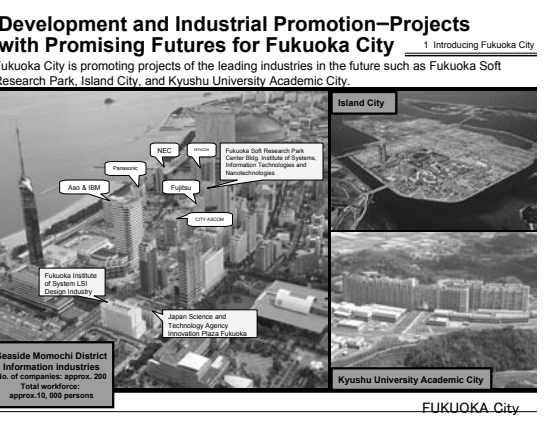 Development and Industrial Promotion–Projects
with Promising Futures for Fukuoka City
1 Introducing Fukuoka City
Fukuoka City is promoting projects of the leading industries in the future such as Fukuoka Soft
Research Park, Island City, and Kyushu University Academic City.
Island City
NEC
HITACHI
Fukuoka Soft Research Park
Center Bldg. Institute of Systems,
Information Technologies and
Nanotechnologies
Panasonic
Aso & IBM
Fujitsu
CITY ASCOM
Fukuoka Institute
of System LSI
Design Industry
Japan Science and
Technology Agency
Innovation Plaza Fukuoka
Seaside Momochi District
Information industries
No. of companies: approx. 200
Total workforce:
approx.10, 000 persons
Kyushu University Academic City
FUKUOKA City